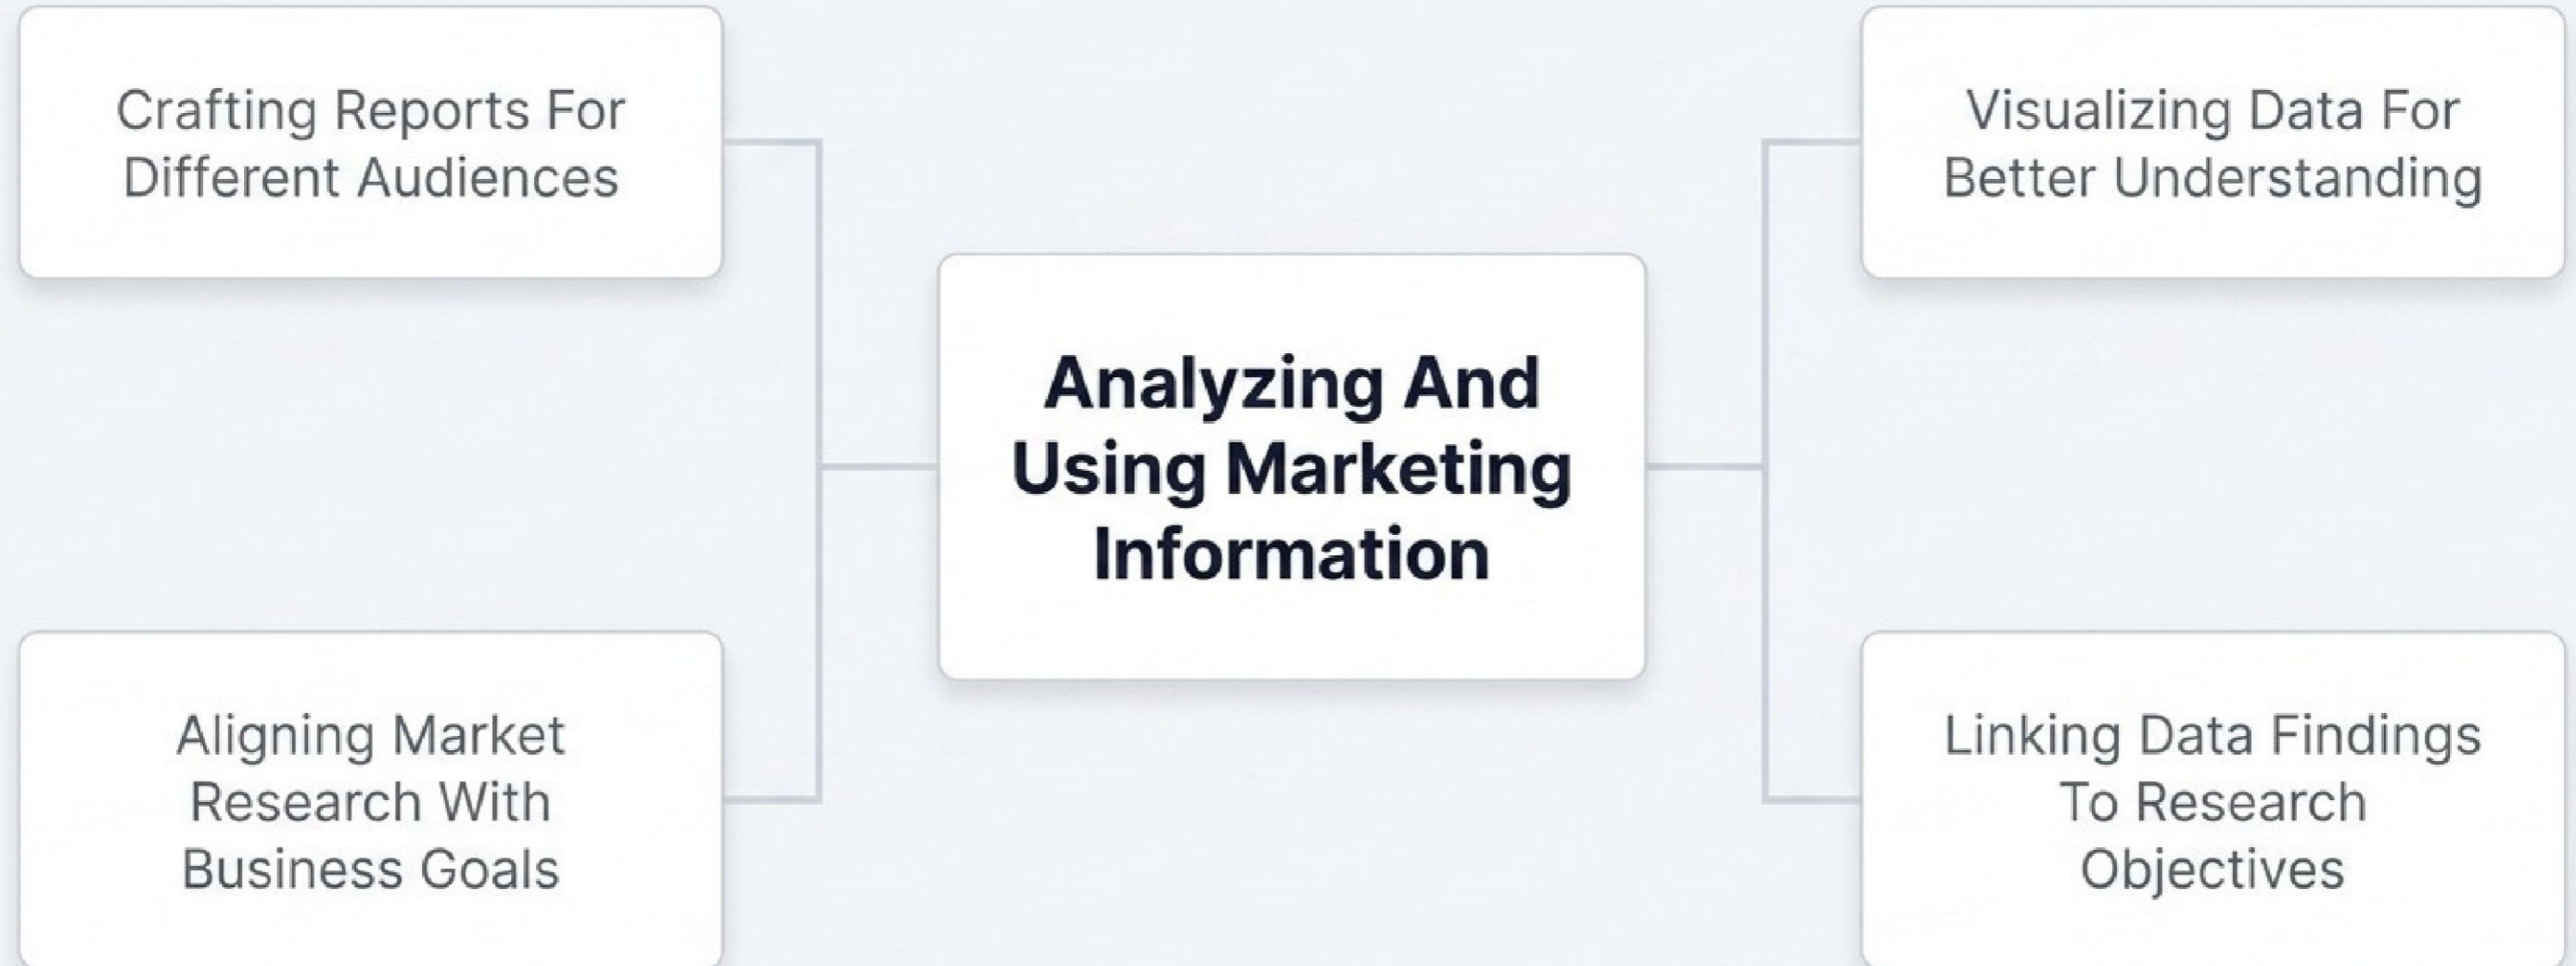 Crafting Reports For
Different Audiences
Visualizing Data For
Better Understanding
Analyzing And
Using Marketing
Information
Aligning Market
Research With
Business Goals
Linking Data Findings
To Research
Objectives